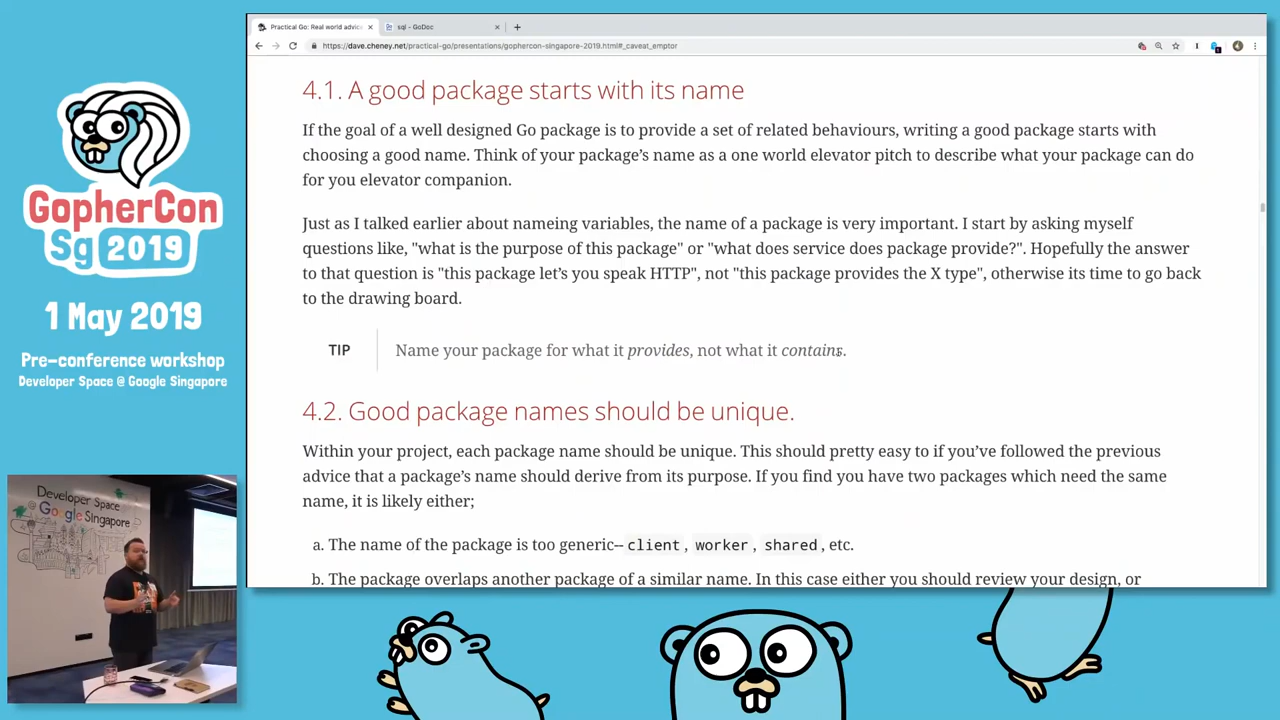 Practical Go: Real world advic
sql - GoDoc
https://dave.cheney.net/practical-go/presentations/gophercon-singapore-2019.html#_caveat_emptor
GopherCon
Sg 2019
1 May 2019
Pre-conference workshop
Developer Space @ Google Singapore
4.1. A good package starts with its name
If the goal of a well designed Go package is to provide a set of related behaviours, writing a good package starts with
choosing a good name. Think of your package's name as a one world elevator pitch to describe what your package can do
for you elevator companion.
Just as I talked earlier about nameing variables, the name of a package is very important. I start by asking myself
questions like, "what is the purpose of this package" or "what does service does package provide?". Hopefully the answer
to that question is "this package let's you speak HTTP", not "this package provides the X type", otherwise its time to go back
to the drawing board.
TIP
Name your package for what it provides, not what it contains.
4.2. Good package names should be unique.
Within your project, each package name should be unique. This should pretty easy to if you've followed the previous
advice that a package's name should derive from its purpose. If you find you have two packages which need the same
name, it is likely either;
a. The name of the package is too generic-- client , worker , shared , etc.
b. The package overlaps another package of a similar name. In this case either you should review your design, or
Developer Space
@ Google Singapore